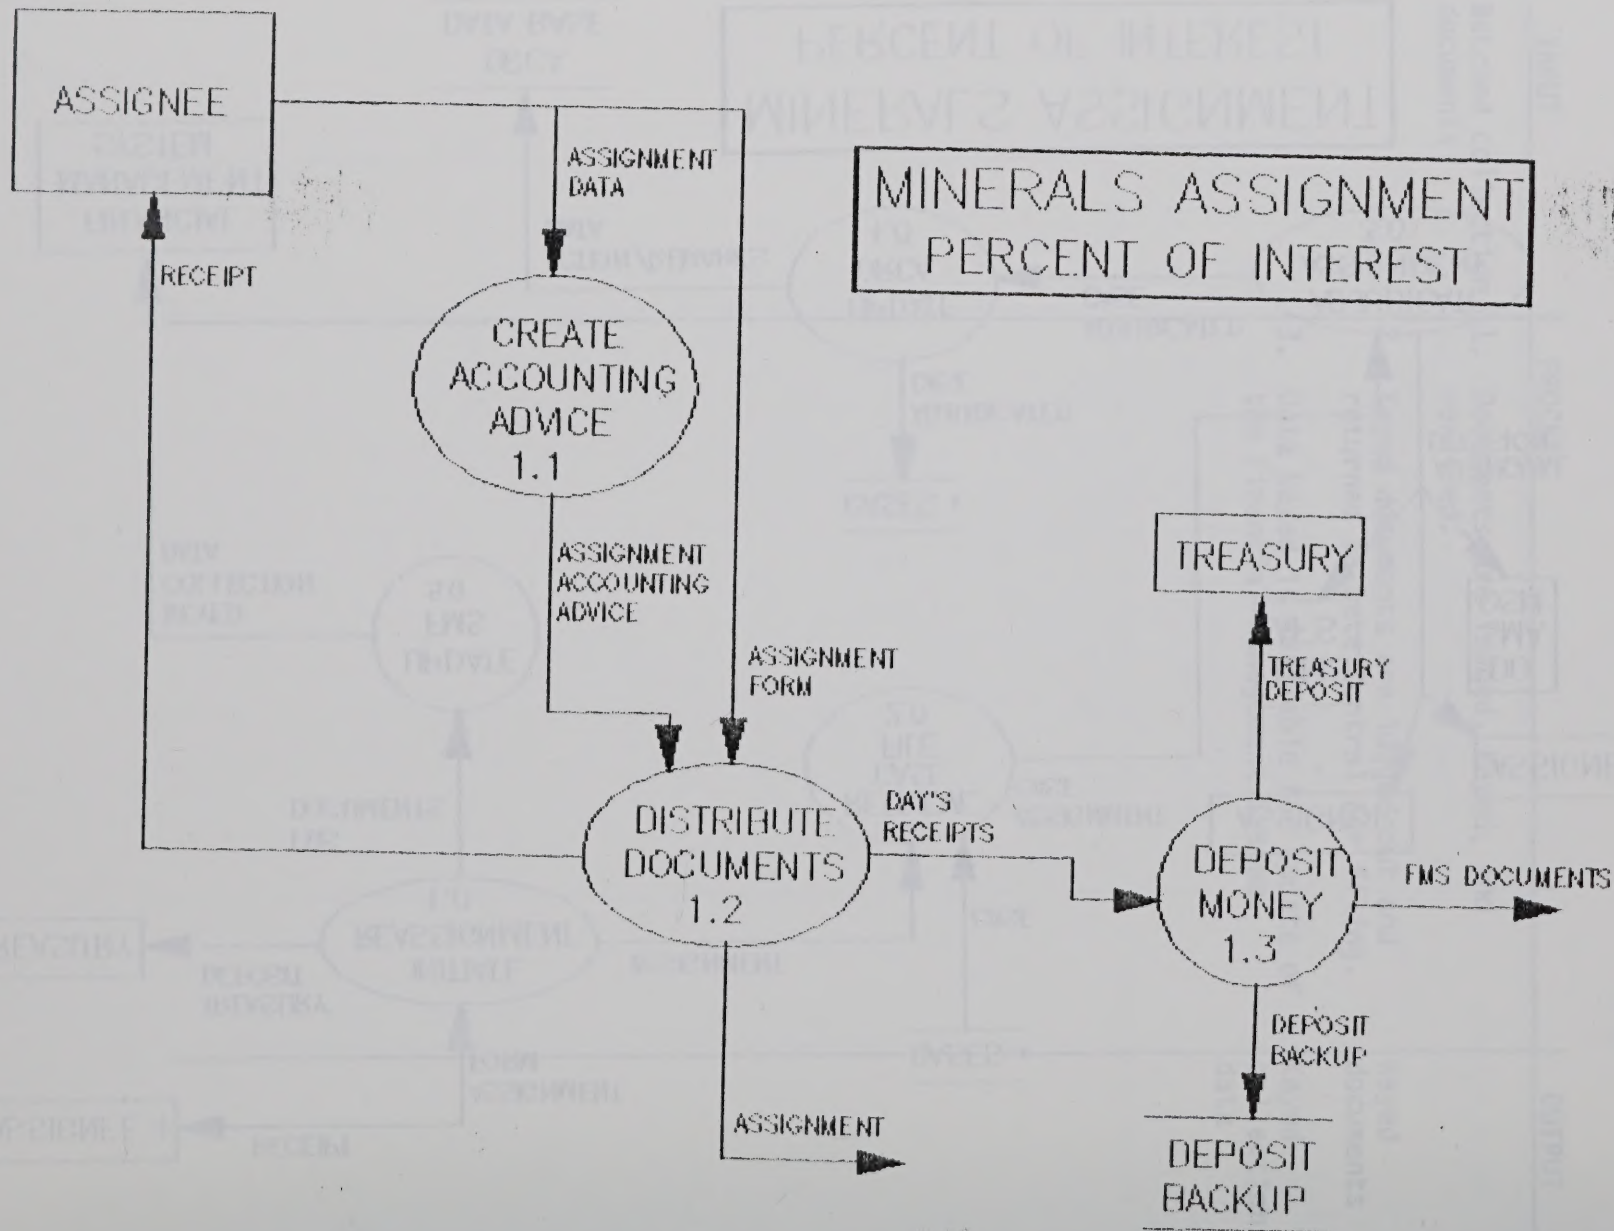 ASSIGNEE
ASSIGNMENT
DATA
MINERALS ASSIGNMENT
PERCENT OF INTEREST
RECEIPT
CREATE
ACCOUNTING
ADVICE
1.1
ASSIGNMENT
ACCOUNTING
ADVICE
TREASURY
ASSIGNMENT
FORM
TREASURY
DEPOSIT
DISTRIBUTE
DOCUMENTS
1.2
DAY'S
RECEIPTS
DEPOSIT
MONEY
1.3
FMS DOCUMENTS
DEPOSIT
BACKUP
ASSIGNMENT
DEPOSIT
BACKUP